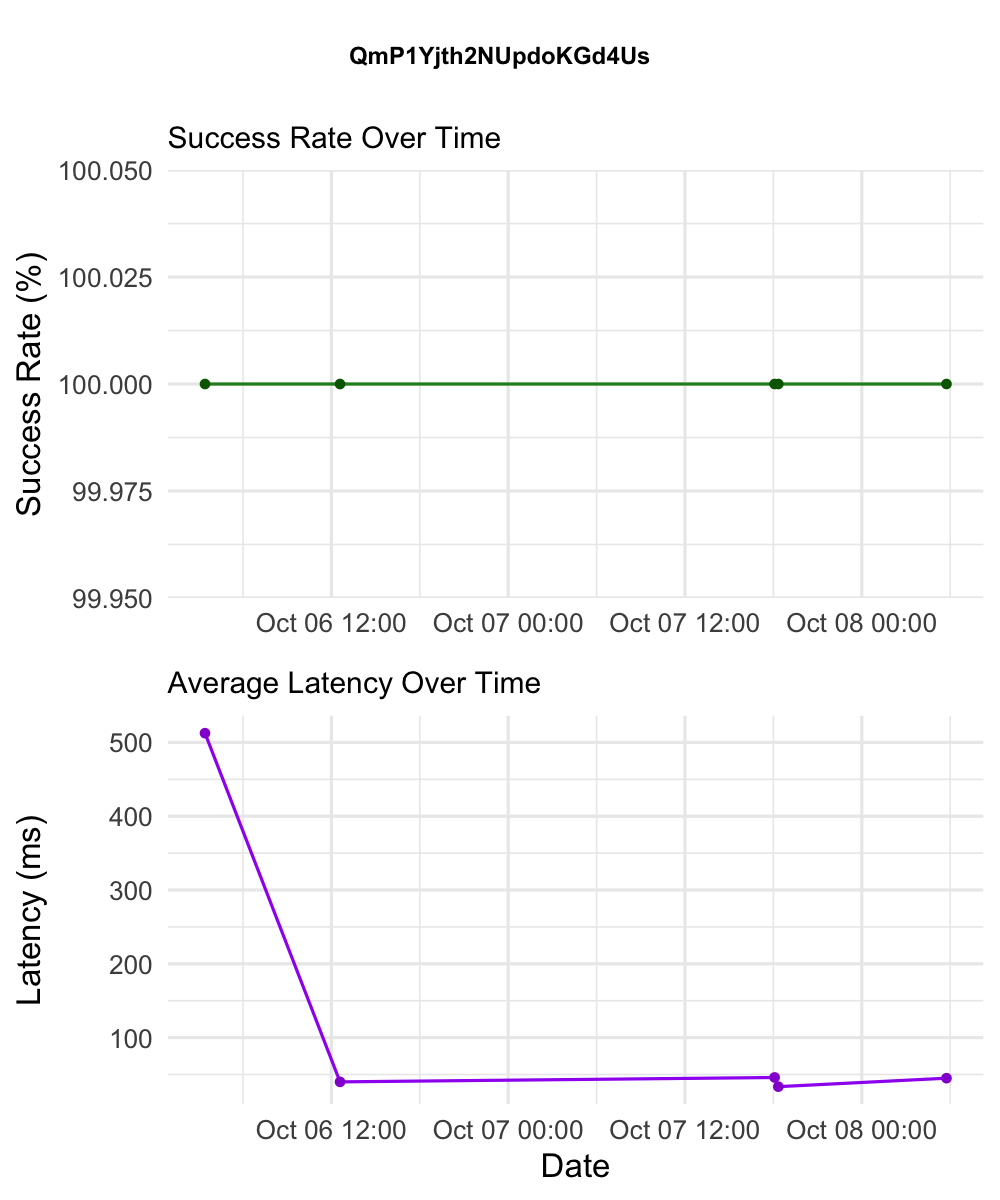 QmP1Yjth2NUpdoKGd4Us
Success Rate Over Time
Success Rate (%)
100.050
100.025
100.000
99.975
99.950
Oct 06 12:00 Oct 07 00:00 Oct 07 12:00 Oct 08 00:00
Average Latency Over Time
Latency (ms)
500
400
300
200
100
Oct 06 12:00 Oct 07 00:00 Oct 07 12:00 Oct 08 00:00
Date